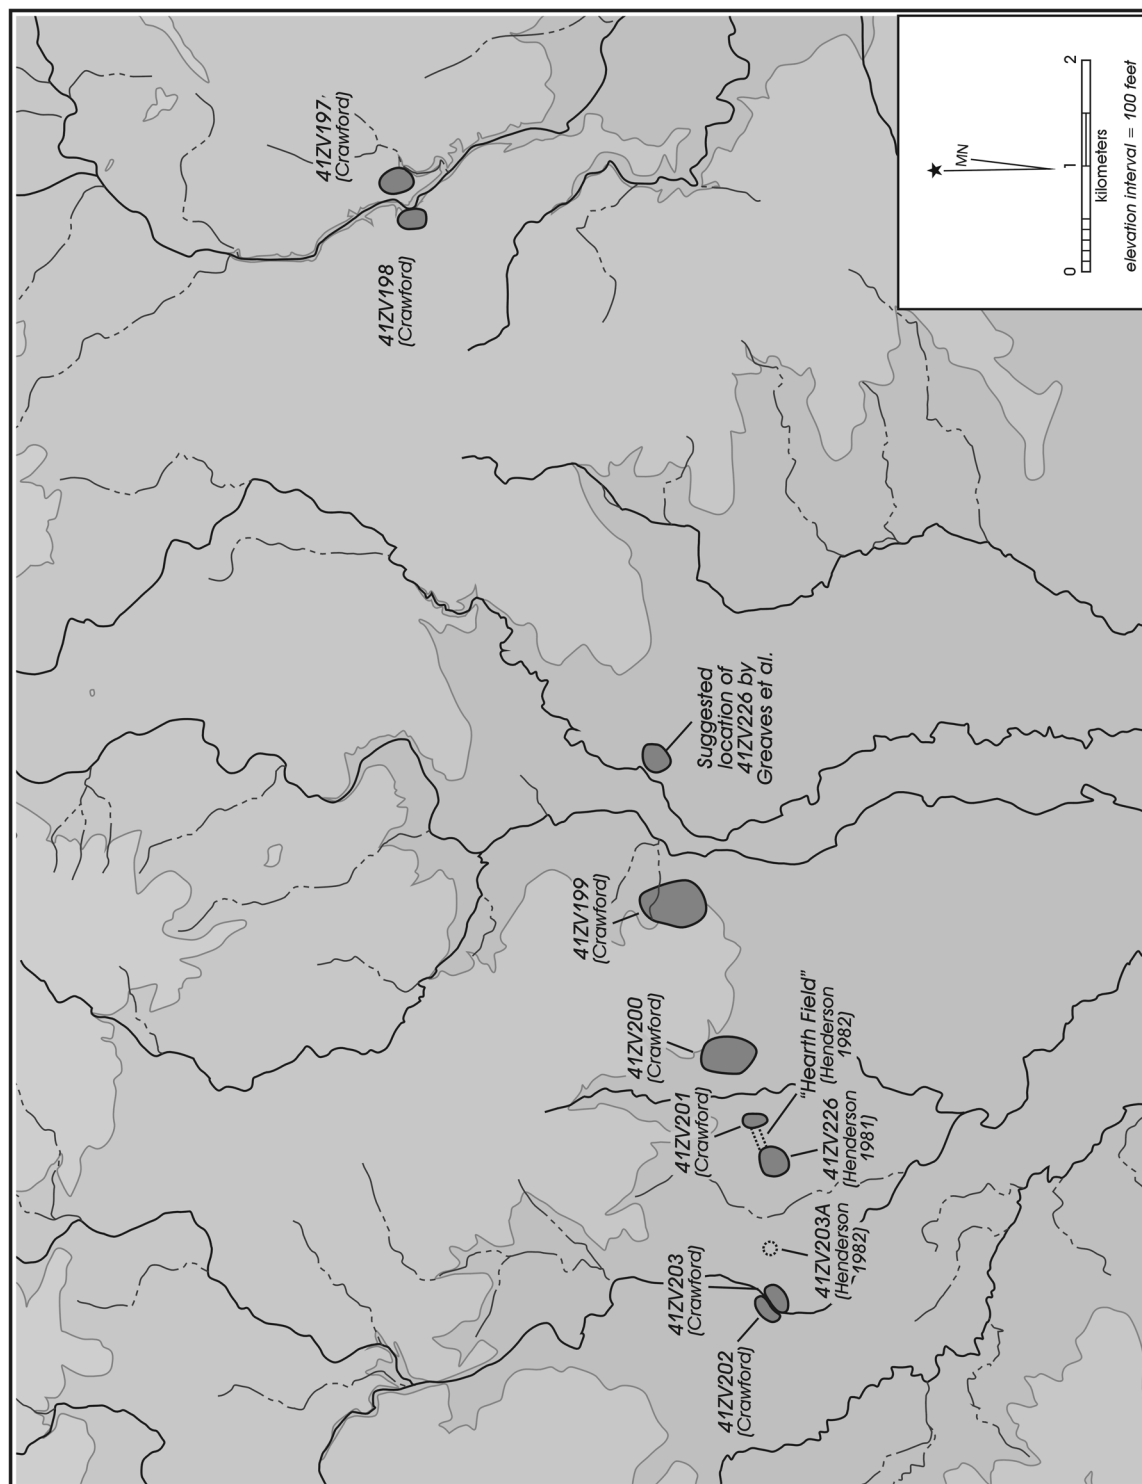 41ZV197
(Crawford)
41ZV198
(Crawford)
Suggested
location of
41ZV226 by
Greaves et al.
41ZV199
(Crawford)
41ZV200
(Crawford)
41ZV201
(Crawford)
"Hearth Field"
(Henderson
1982)
41ZV226
(Henderson
1981)
41ZV203A
(Henderson
1982)
41ZV203
(Crawford)
41ZV202
(Crawford)
MN
0 1 2
kilometers
elevation interval = 100 feet